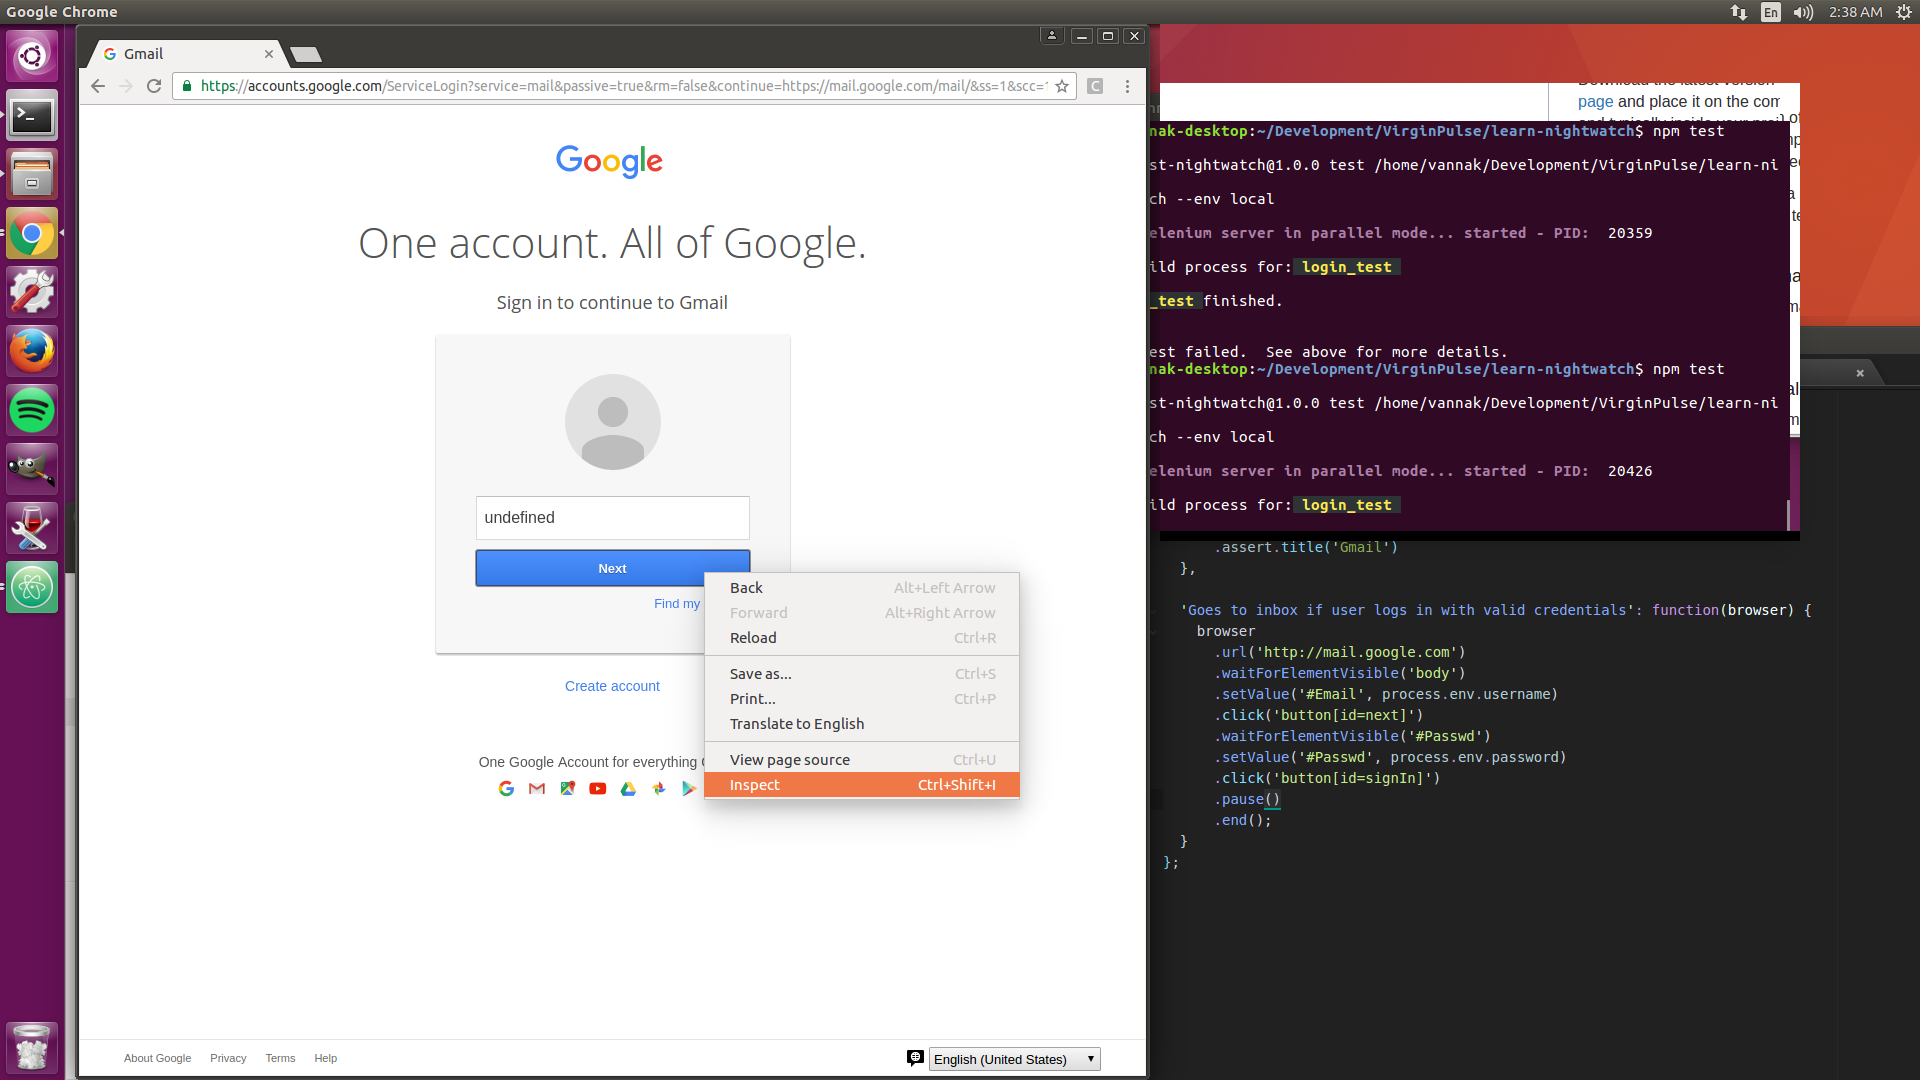 Google Chrome
En
2:38 AM
Gmail
https://accounts.google.com/ServiceLogin?service=mail&passive=true&rm=false&continue=https://mail.google.com/mail/&ss=1&scc=1
C
Google
One account. All of Google.
Sign in to continue to Gmail
undefined
Next
Find my
Create account
One Google Account for everything
Back Alt+Left Arrow
Forward Alt+Right Arrow
Reload Ctrl+R
Save as... Ctrl+S
Print... Ctrl+P
Translate to English
View page source Ctrl+U
Inspect Ctrl+Shift+I
About Google Privacy Terms Help
English (United States)
page and place it on the com
nak-desktop:~/Development/VirginPulse/learn-nightwatch$ npm test
st-nightwatch@1.0.0 test /home/vannak/Development/VirginPulse/learn-ni
ch --env local
elenium server in parallel mode... started - PID: 20359
ild process for: login_test
_test finished.
est failed. See above for more details.
nak-desktop:~/Development/VirginPulse/learn-nightwatch$ npm test
st-nightwatch@1.0.0 test /home/vannak/Development/VirginPulse/learn-ni
ch --env local
elenium server in parallel mode... started - PID: 20426
ild process for: login_test
.assert.title('Gmail')
},
'Goes to inbox if user logs in with valid credentials': function(browser) {
browser
.url('http://mail.google.com')
.waitForElementVisible('body')
.setValue('#Email', process.env.username)
.click('button[id=next]')
.waitForElementVisible('#Passwd')
.setValue('#Passwd', process.env.password)
.click('button[id=signIn]')
.pause()
.end();
}
};